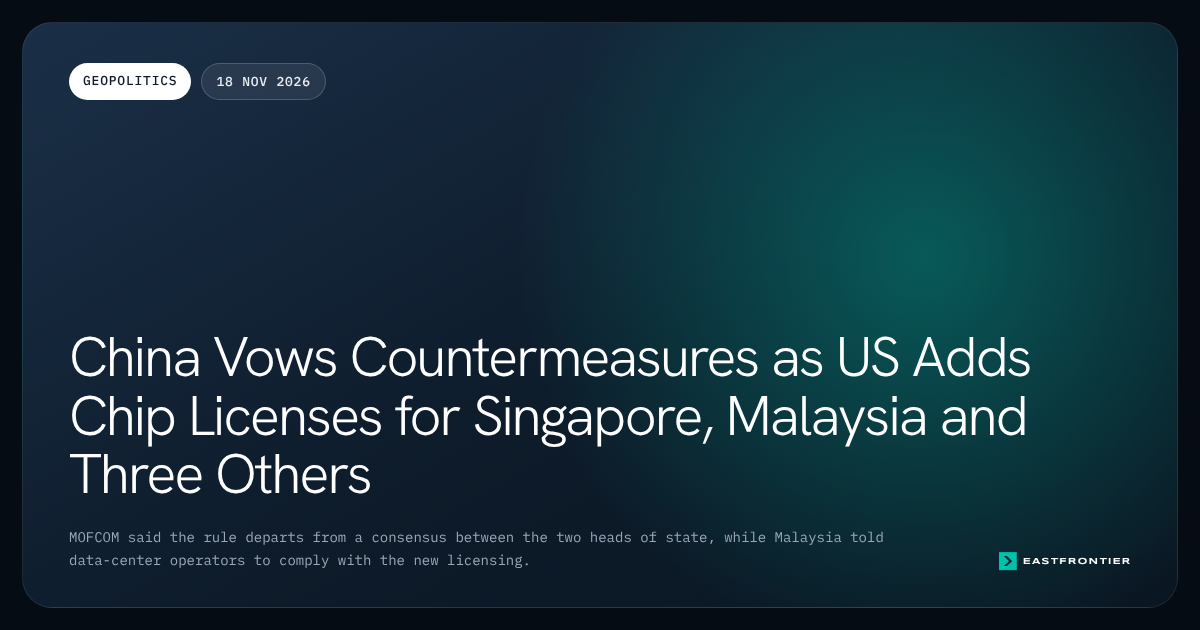 GEOPOLITICS
18 NOV 2026
China Vows Countermeasures as US Adds
Chip Licenses for Singapore, Malaysia and
Three Others
MOFCOM said the rule departs from a consensus between the two heads of state, while Malaysia told
data-center operators to comply with the new licensing.
EASTFRONTIER